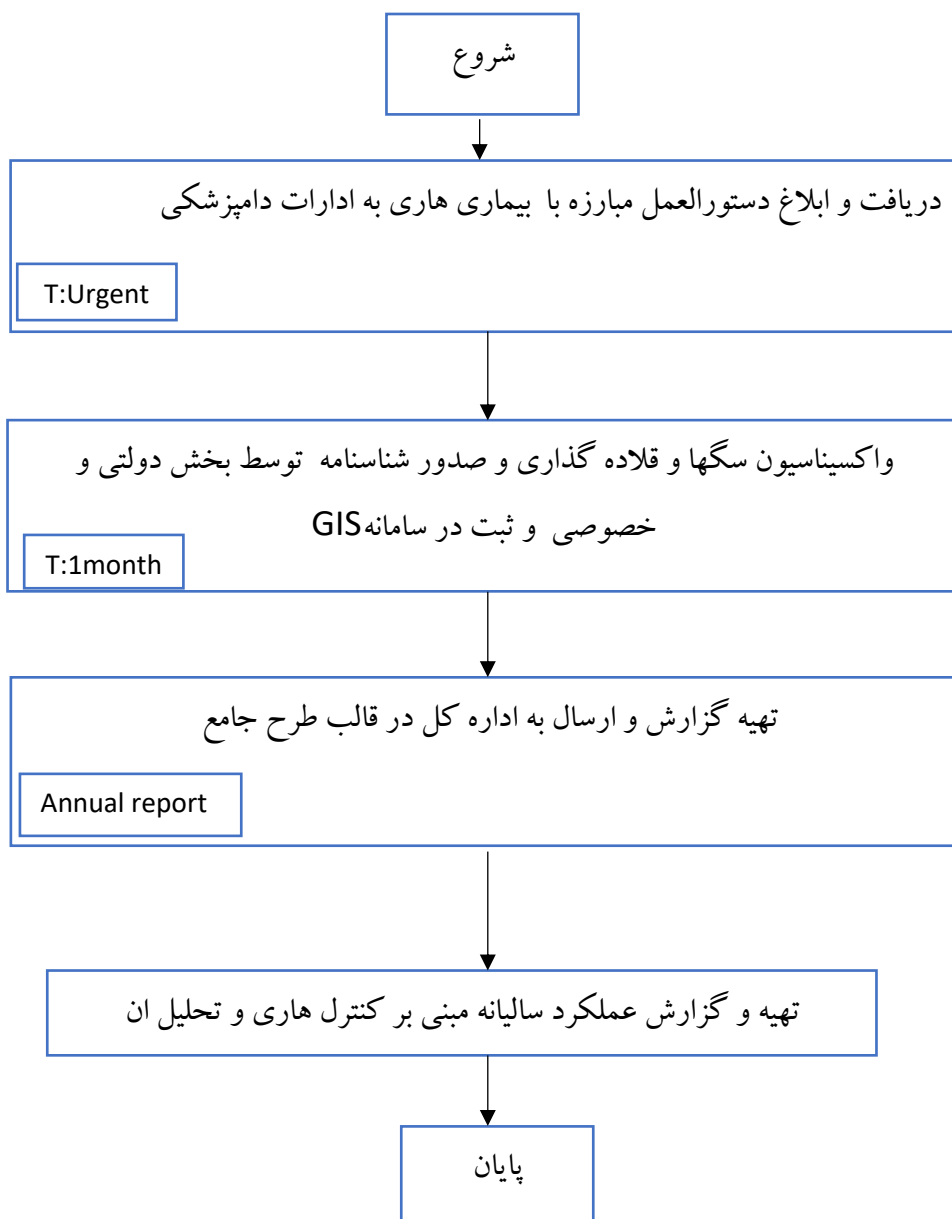 شروع
دریافت و ابلاغ دستورالعمل مبارزه با بیماری هاری به ادارات دامپزشکی
T:Urgent
واکسیناسیون سگها و قلاده گذاری و صدور شناسنامه توسط بخش دولتی و
خصوصی و ثبت در سامانه GIS
T:1month
تهیه گزارش و ارسال به اداره کل در قالب طرح جامع
Annual report
تهیه و گزارش عملکرد سالیانه مبنی بر کنترل هاری و تحلیل ان
پایان